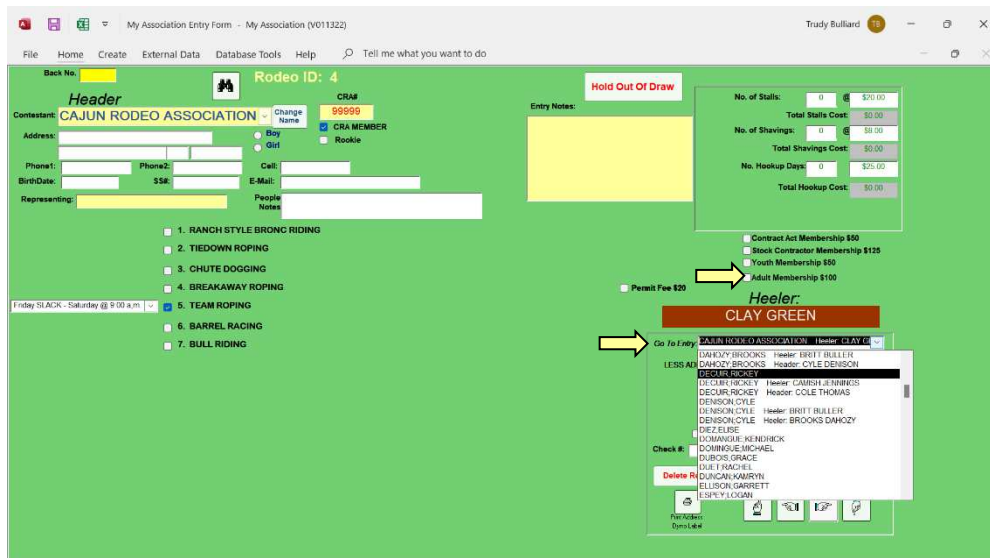 My Association Entry Form - My Association (V011322)
Trudy Bulliard
TB
File Home Create External Data Database Tools Help Tell me what you want to do
Back No.
Rodeo ID: 4
Header
CRA#
Contestant: CAJUN RODEO ASSOCIATION
Change Name
99999
Boy
Girl
CRA MEMBER
Rookie
Address:
Phone1: Phone2: Cell:
BirthDate: SS#: E-Mail:
Representing:
People Notes
Hold Out Of Draw
Entry Notes:
No. of Stalls: 0 @ $20.00
Total Stalls Cost: $0.00
No. of Shavings: 0 @ $8.00
Total Shavings Cost: $0.00
No. Hookup Days: 0 $25.00
Total Hookup Cost: $0.00
1. RANCH STYLE BRONC RIDING
2. TIEDOWN ROPING
3. CHUTE DOGGING
4. BREAKAWAY ROPING
Friday SLACK - Saturday @ 9:00 a.m. 5. TEAM ROPING
6. BARREL RACING
7. BULL RIDING
Contract Act Membership $50
Stock Contractor Membership $125
Youth Membership $50
Adult Membership $100
Permit Fee $20
Heeler:
CLAY GREEN
Go To Entry: CAJUN RODEO ASSOCIATION Heeler: CLAY
LESS
DAHOZY;BROOKS Heeler: BRITT BULLER
DAHOZY;BROOKS Header: CYLE DENISON
DECUIR;RICKEY
DECUIR;RICKEY Heeler: CAMISH JENNINGS
DECUIR;RICKEY Header: COLE THOMAS
DENISON;CYLE
DENISON;CYLE Heeler: BRITT BULLER
DENISON;CYLE Heeler: BROOKS DAHOZY
DIEZ;ELISE
DOMANGUE;KENDRICK
DOMINGUE;MICHAEL
DUBOIS;GRACE
DUET;RACHEL
DUNCAN;KAMRYN
ELLISON;GARRETT
ESPEY;LOGAN
Check #:
Delete
Print Address
Dymo Label